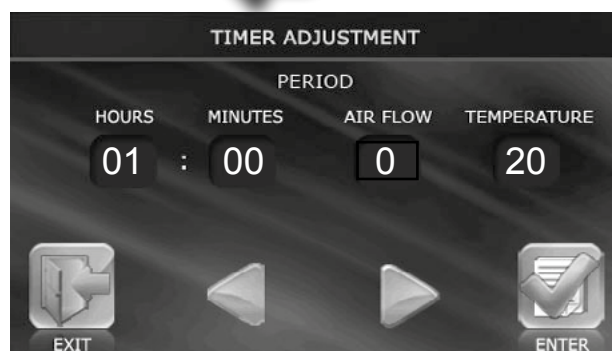 TIMER ADJUSTMENT
PERIOD
HOURS MINUTES AIR FLOW TEMPERATURE
01 : 00 0 20
EXIT ENTER